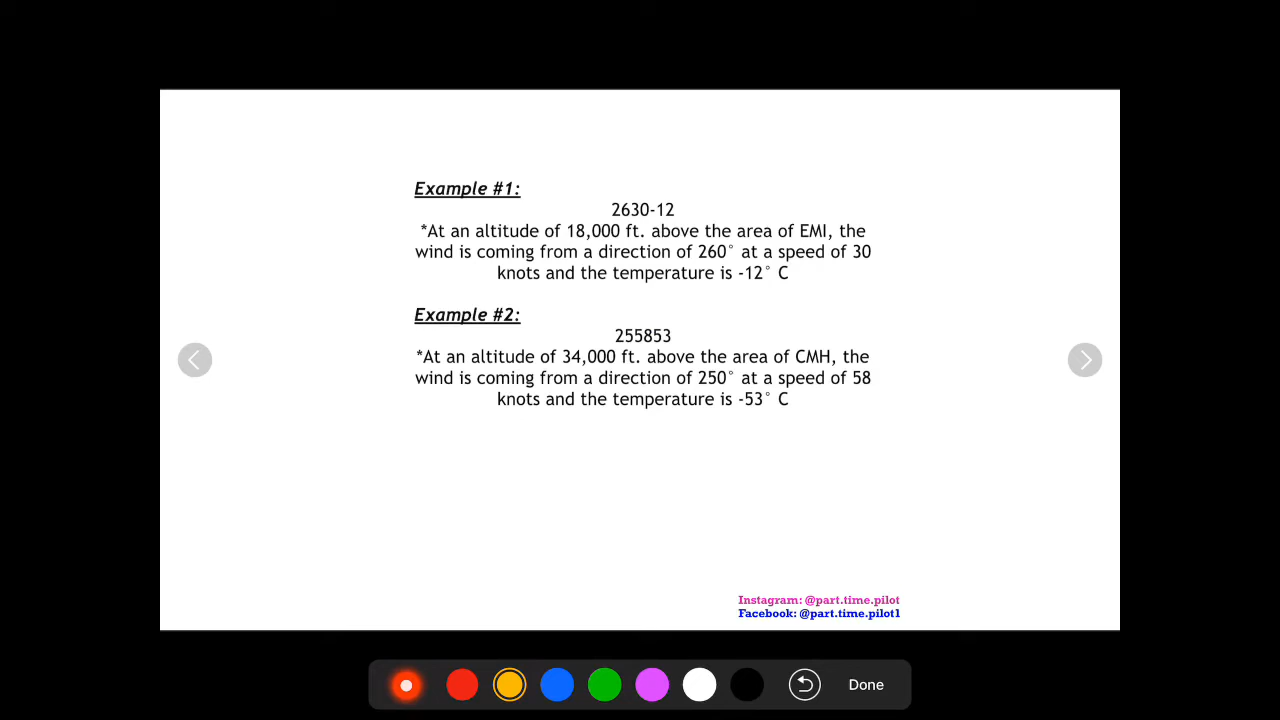 Example #1:
2630-12
*At an altitude of 18,000 ft. above the area of EMI, the
wind is coming from a direction of 260° at a speed of 30
knots and the temperature is -12° C
Example #2:
255853
*At an altitude of 34,000 ft. above the area of CMH, the
wind is coming from a direction of 250° at a speed of 58
knots and the temperature is -53° C
Instagram: @part.time.pilot
Facebook: @part.time.pilot1
Done